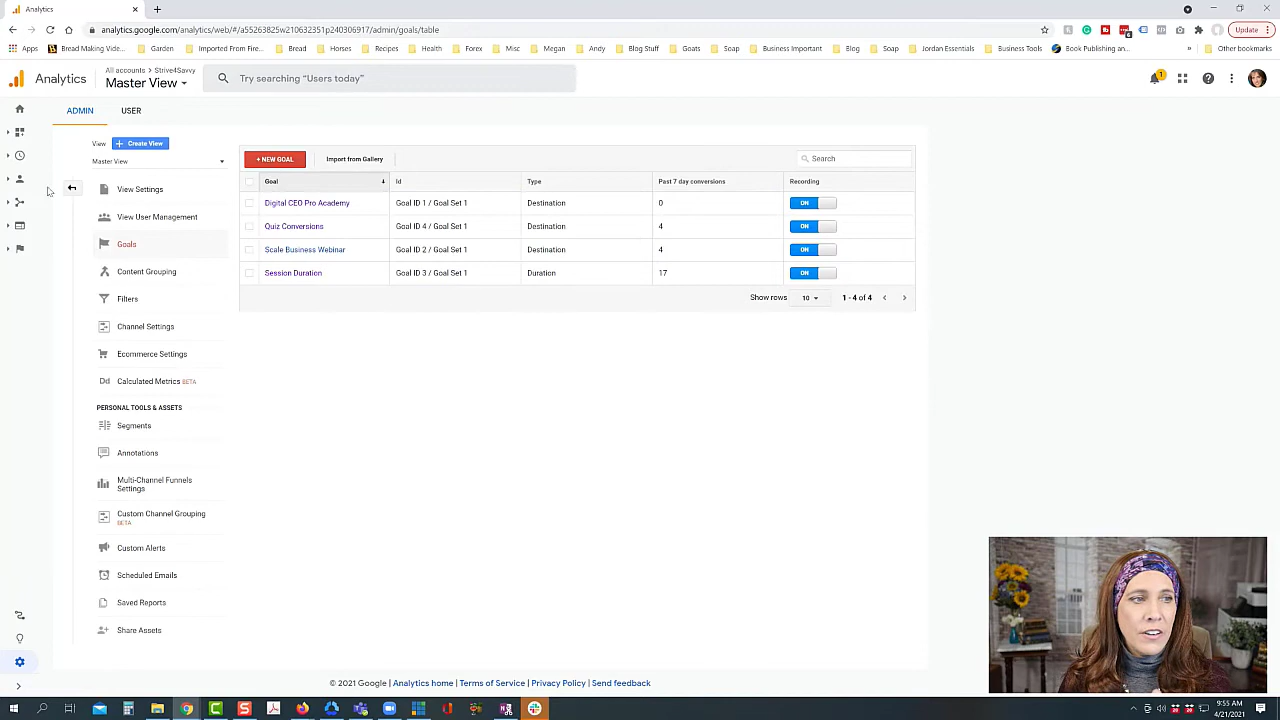 Analytics
analytics.google.com/analytics/web/#/a55263825w210632351p240306917/admin/goals/table
Update
Apps
Bread Making Vide...
Garden
Imported From Fire...
Bread
Horses
Recipes
Health
Forex
Misc
Megan
Andy
Blog Stuff
Goats
Soap
Business Important
Blog
Soap
Jordan Essentials
Business Tools
Book Publishing an...
»
Other bookmarks
Analytics
All accounts > Strive4Savvy
Master View
Try searching “Users today”
1
ADMIN
USER
View
+ Create View
Master View
View Settings
View User Management
Goals
Content Grouping
Filters
Channel Settings
Ecommerce Settings
Dd Calculated Metrics BETA
PERSONAL TOOLS & ASSETS
Segments
Annotations
Multi-Channel Funnels
Settings
Custom Channel Grouping
BETA
Custom Alerts
Scheduled Emails
Saved Reports
Share Assets
+ NEW GOAL
Import from Gallery
Search
Goal Id Type Past 7 day conversions Recording
Digital CEO Pro Academy Goal ID 1 / Goal Set 1 Destination 0 ON
Quiz Conversions Goal ID 4 / Goal Set 1 Destination 4 ON
Scale Business Webinar Goal ID 2 / Goal Set 1 Destination 4 ON
Session Duration Goal ID 3 / Goal Set 1 Duration 17 ON
Show rows 10 1 - 4 of 4
© 2021 Google | Analytics home | Terms of Service | Privacy Policy | Send feedback
9:55 AM
4/21/2021